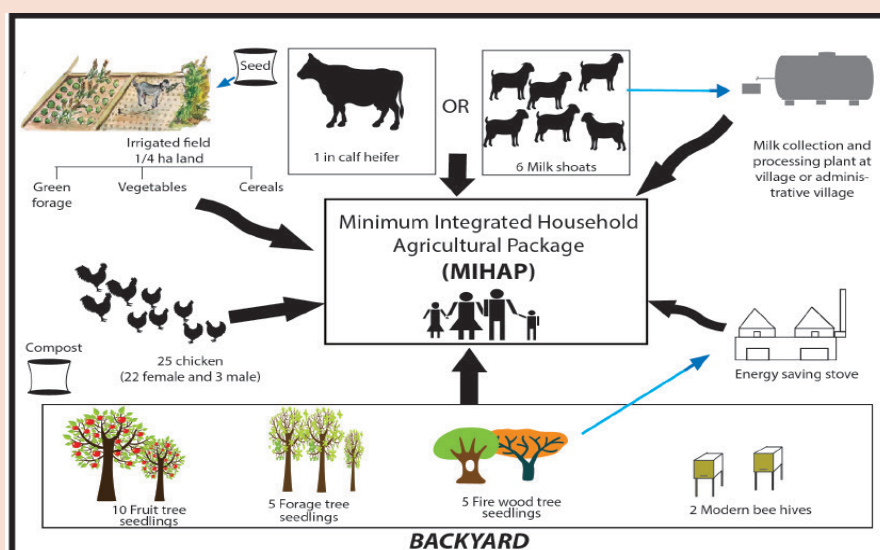 Seed
Irrigated field
1/4 ha land
Green
forage
Vegetables
Cereals
1 in calf heifer
OR
6 Milk shoats
Milk collection and
processing plant at
village or adminis-
trative village
Minimum Integrated Household
Agricultural Package
(MIHAP)
25 chicken
(22 female and 3 male)
Compost
Energy saving stove
10 Fruit tree
seedlings
5 Forage tree
seedlings
5 Fire wood tree
seedlings
2 Modern bee hives
BACKYARD